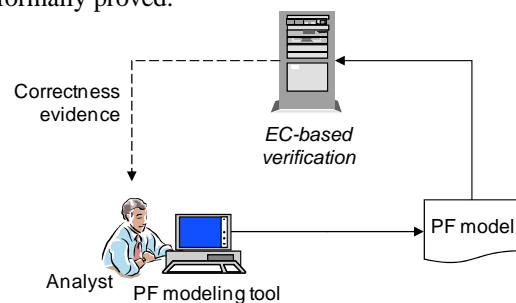 formally proved.
Correctness
evidence
EC-based
verification
PF model
Analyst
PF modeling tool